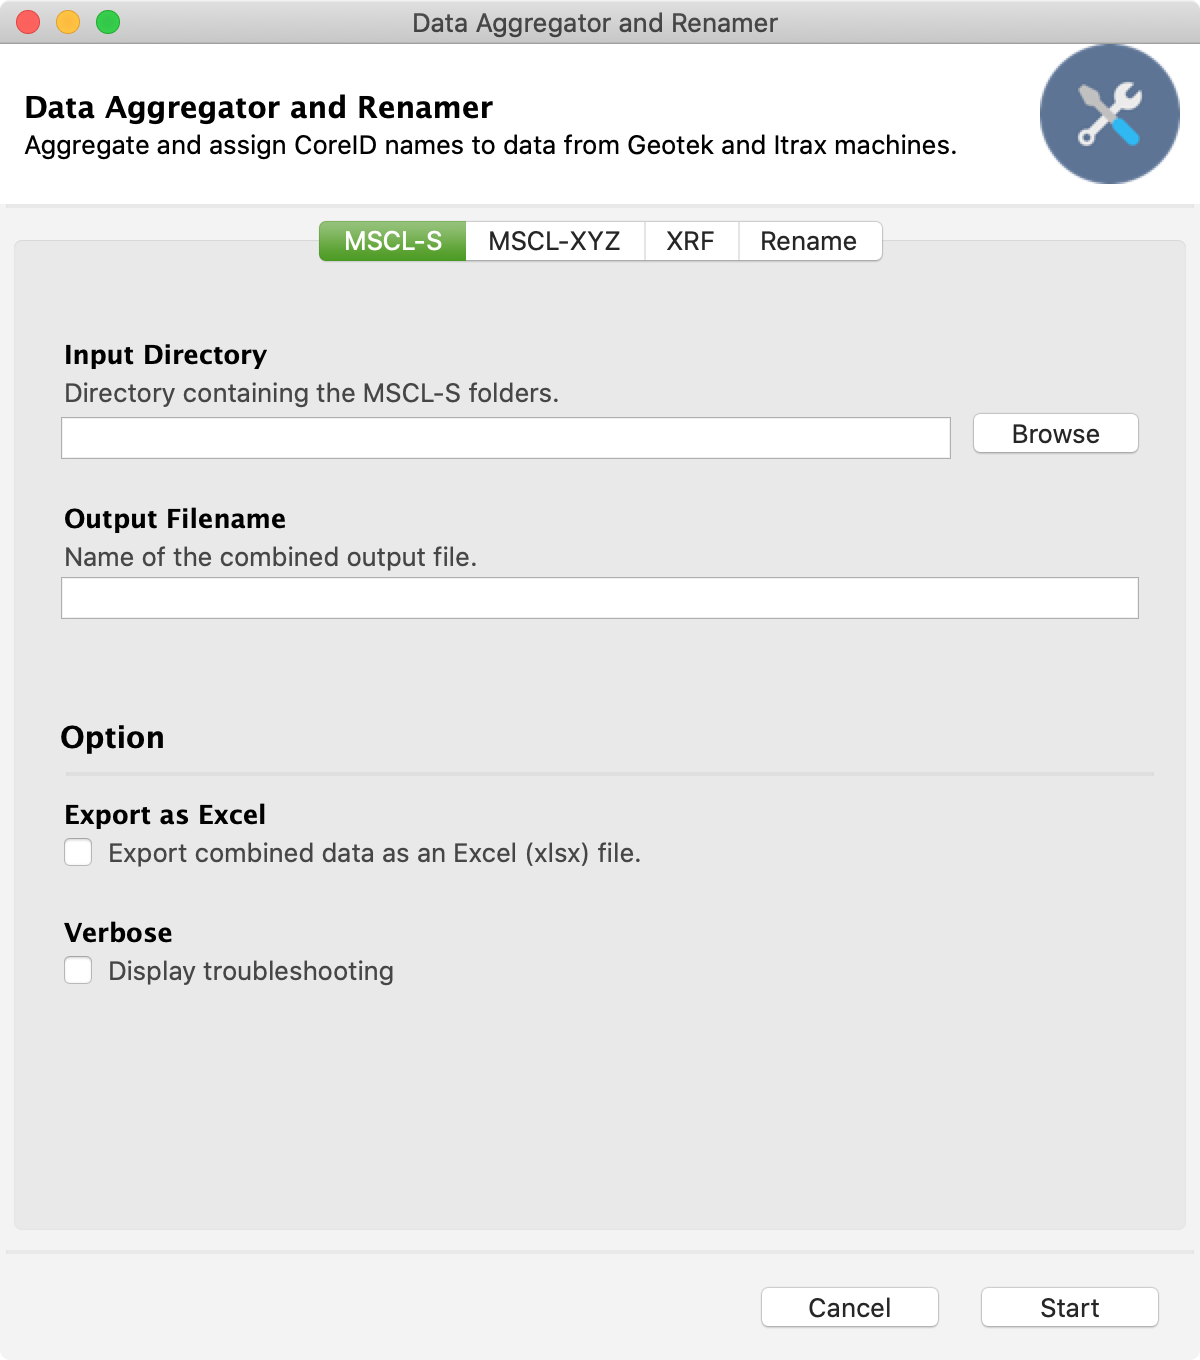 Data Aggregator and Renamer
Data Aggregator and Renamer
Aggregate and assign CoreID names to data from Geotek and Itrax machines.
MSCL-S MSCL-XYZ XRF Rename
Input Directory
Directory containing the MSCL-S folders.
Browse
Output Filename
Name of the combined output file.
Option
Export as Excel
Export combined data as an Excel (xlsx) file.
Verbose
Display troubleshooting
Cancel Start